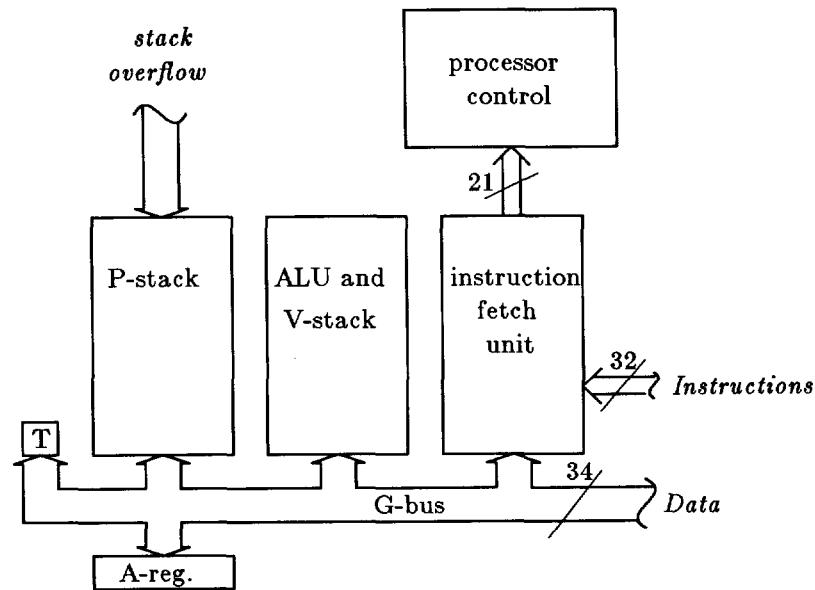 stack
overflow
processor
control
21
P-stack
ALU and
V-stack
instruction
fetch
unit
32
Instructions
T
34
G-bus
Data
A-reg.